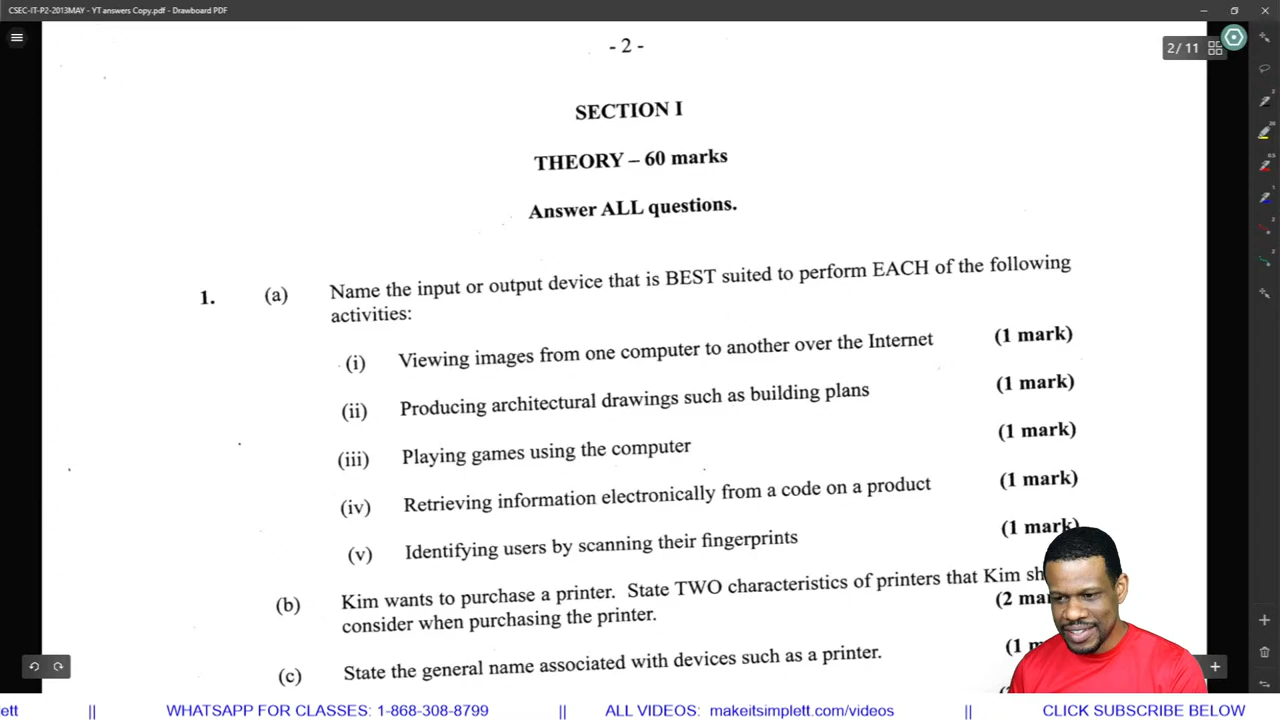 CSEC-IT-P2-2013MAY - YT answers Copy.pdf - Drawboard PDF
- 2 -
2 / 11
SECTION I
THEORY – 60 marks
Answer ALL questions.
1. (a) Name the input or output device that is BEST suited to perform EACH of the following
activities:
(i) Viewing images from one computer to another over the Internet (1 mark)
(ii) Producing architectural drawings such as building plans (1 mark)
(iii) Playing games using the computer (1 mark)
(iv) Retrieving information electronically from a code on a product (1 mark)
(v) Identifying users by scanning their fingerprints (1 mark)
(b) Kim wants to purchase a printer. State TWO characteristics of printers that Kim
consider when purchasing the printer. (2
(c) State the general name associated with devices such as a printer. (1
|| WHATSAPP FOR CLASSES: 1-868-308-8799 || ALL VIDEOS: makeitsimplett.com/videos || CLICK SUBSCRIBE BELOW